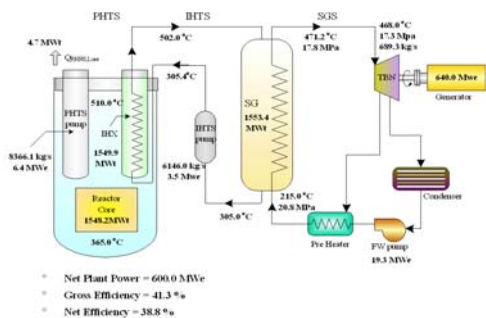 PHTS
IHTS
SGS
4.7 MWt
502.0°C
471.2°C
17.8 MPa
468.0°C
17.3 Mpa
689.3 kg/s
305.4°C
TBN
640.0 Mwe
Generator
510.0°C
PHTS
pump
IHX
1549.9
MWt
IHTS
pump
SG
1553.4
MWt
8366.1 kg/s
6.4 MWe
6146.0 kg/s
3.5 Mwe
Condenser
Reactor
Core
1548.2MWt
215.0°C
20.8 MPa
365.0°C
305.0°C
Pre Heater
FW pump
19.3 MWe
Net Plant Power = 600.0 MWe
Gross Efficiency = 41.3 %
Net Efficiency = 38.8 %